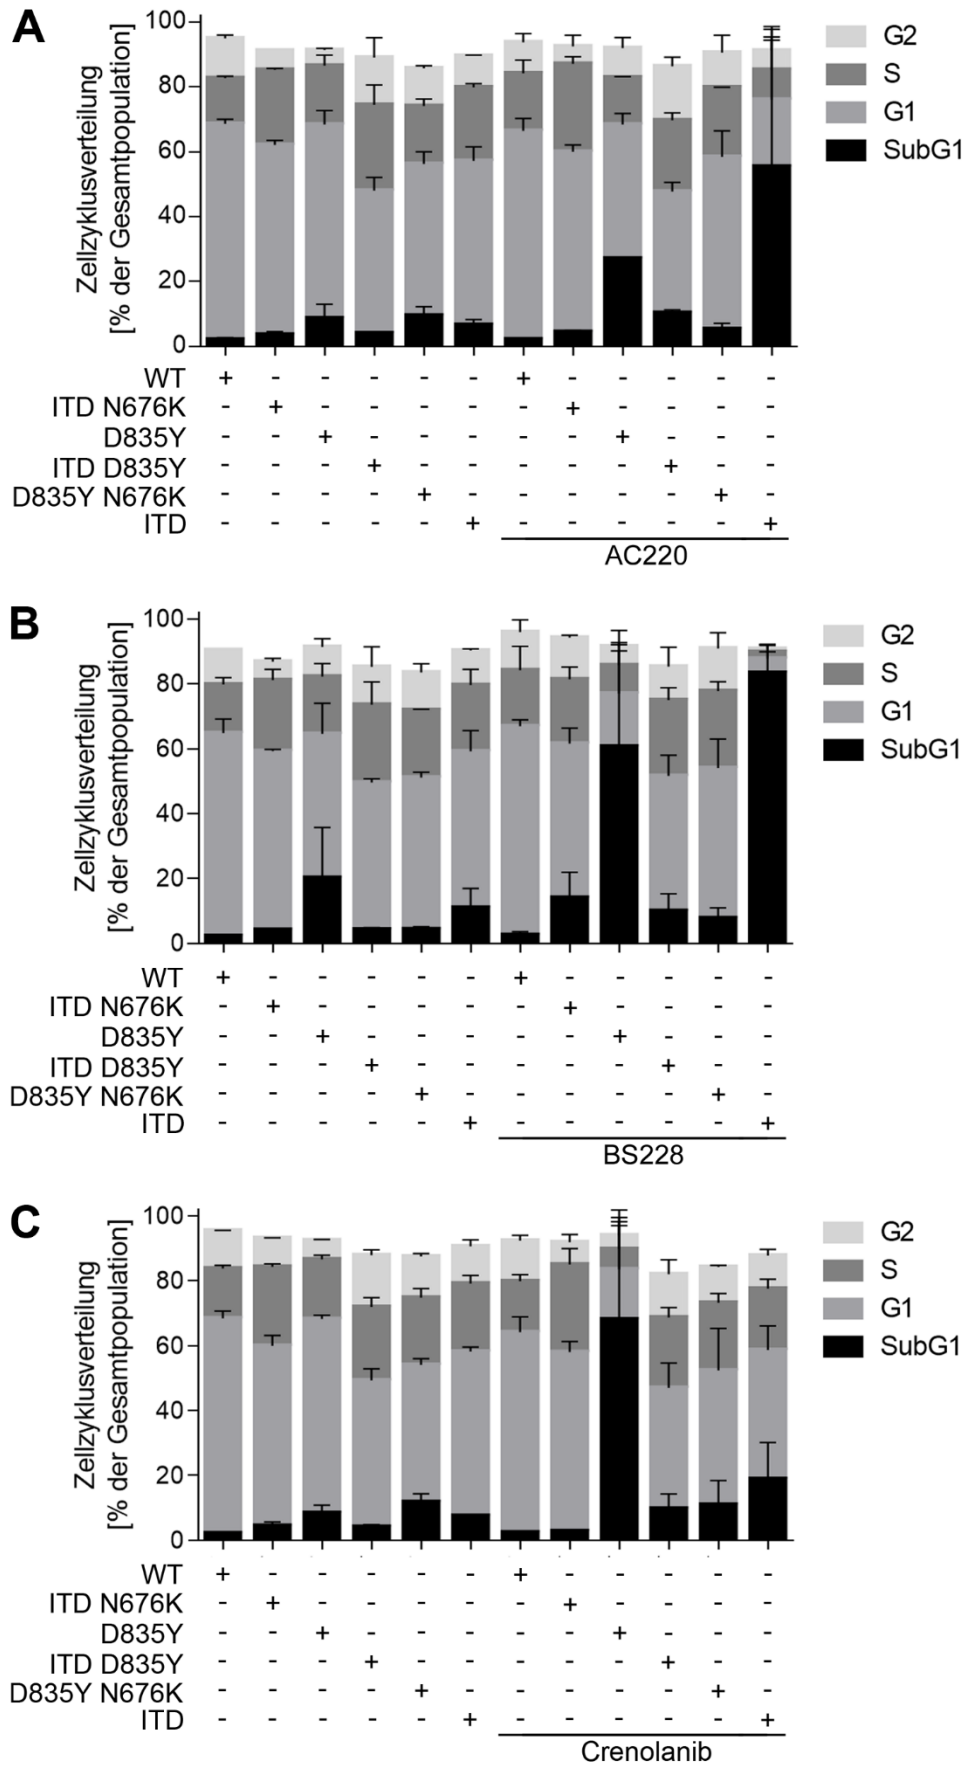 A
Zellzyklusverteilung
[% der Gesamtpopulation]
100
80
60
40
20
0
G2
S
G1
SubG1
WT + - - - - - + - - - - -
ITD N676K - + - - - - - + - - - -
D835Y - - + - - - - - + - - -
ITD D835Y - - - + - - - - - + - -
D835Y N676K - - - - + - - - - - + -
ITD - - - - - + - - - - - +
AC220
B
Zellzyklusverteilung
[% der Gesamtpopulation]
100
80
60
40
20
0
G2
S
G1
SubG1
WT + - - - - - + - - - - -
ITD N676K - + - - - - - + - - - -
D835Y - - + - - - - - + - - -
ITD D835Y - - - + - - - - - + - -
D835Y N676K - - - - + - - - - - + -
ITD - - - - - + - - - - - +
BS228
C
Zellzyklusverteilung
[% der Gesamtpopulation]
100
80
60
40
20
0
G2
S
G1
SubG1
WT + - - - - - + - - - - -
ITD N676K - + - - - - - + - - - -
D835Y - - + - - - - - + - - -
ITD D835Y - - - + - - - - - + - -
D835Y N676K - - - - + - - - - - + -
ITD - - - - - + - - - - - +
Crenolanib